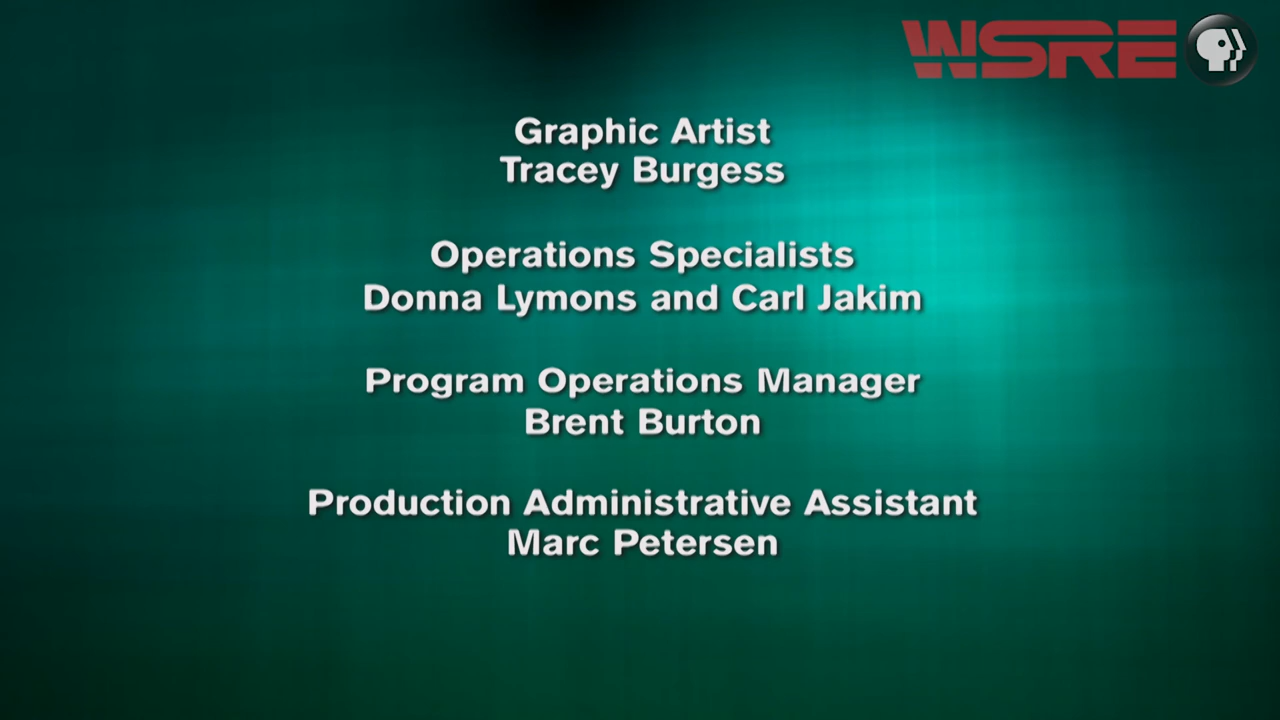 WSRE
Graphic Artist
Tracey Burgess
Operations Specialists
Donna Lymons and Carl Jakim
Program Operations Manager
Brent Burton
Production Administrative Assistant
Marc Petersen